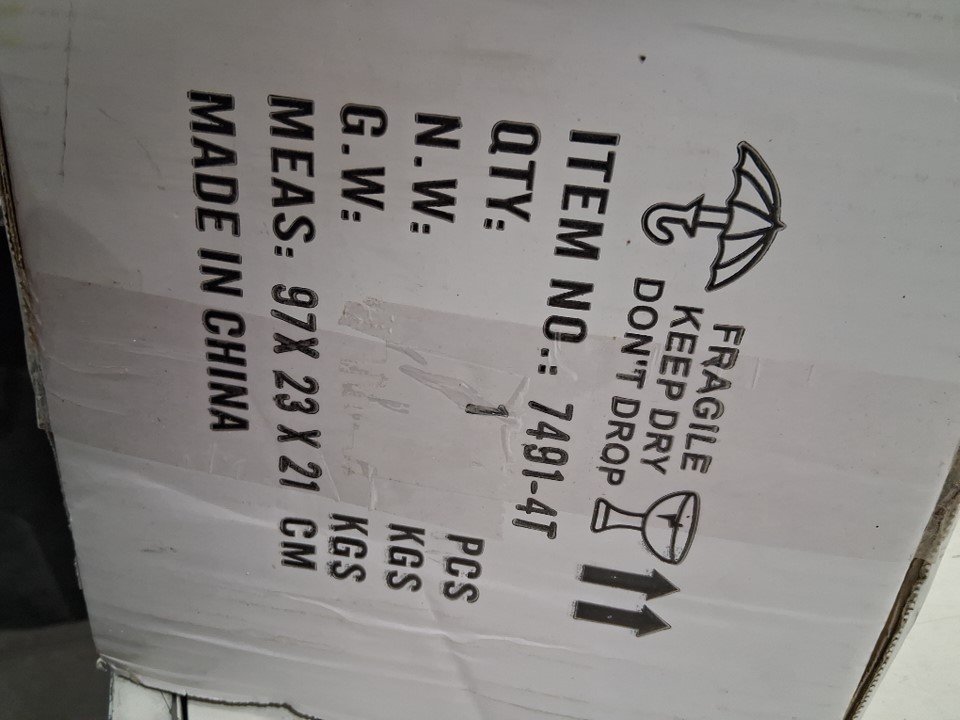 FRAGILE
KEEP DRY
DON'T DROP
ITEM NO.: 7491-4T
QTY: 1 PCS
N.W: KGS
G.W: KGS
MEAS: 97X 23 X 21 CM
MADE IN CHINA